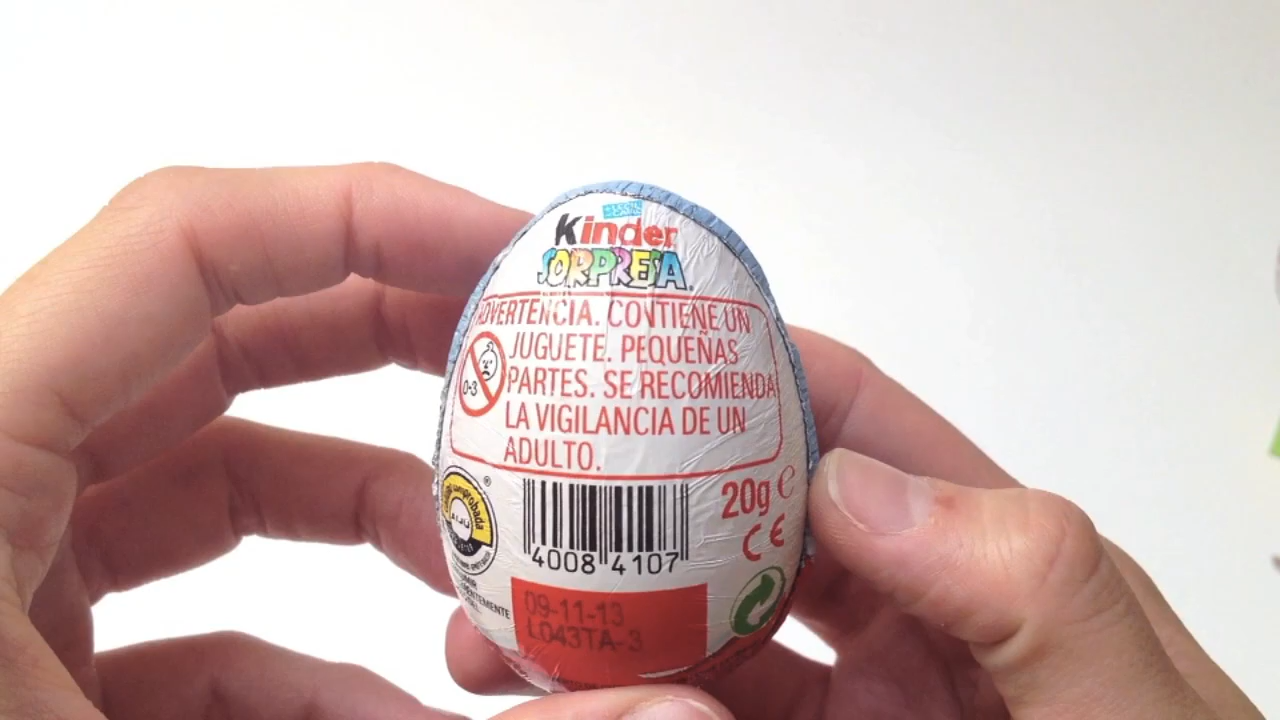 Kinder
SORPRESA
ADVERTENCIA. CONTIENE UN
JUGUETE. PEQUEÑAS
0-3
PARTES. SE RECOMIENDA
LA VIGILANCIA DE UN
ADULTO.
20g e
®
comprobada
CE
4008 4107
09-11-13
L043TA-3